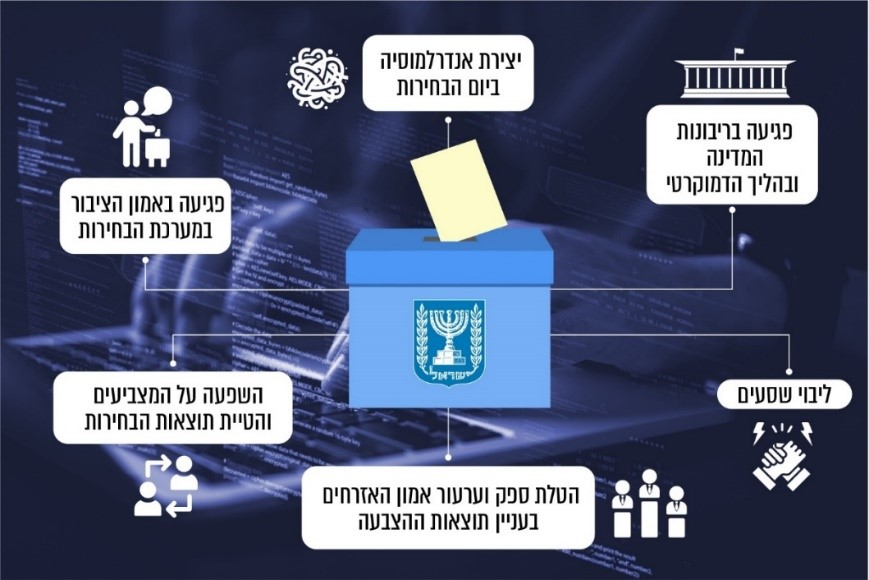 יצירת אנדרלמוסיה
ביום הבחירות
פגיעה בריבונות
המדינה
ובהליך הדמוקרטי
פגיעה באמון הציבור
במערכת הבחירות
ישראל
ליבוי שסעים
השפעה על המצביעים
והטיית תוצאות הבחירות
הטלת ספק וערעור אמון האזרחים
בעניין תוצאות ההצבעה